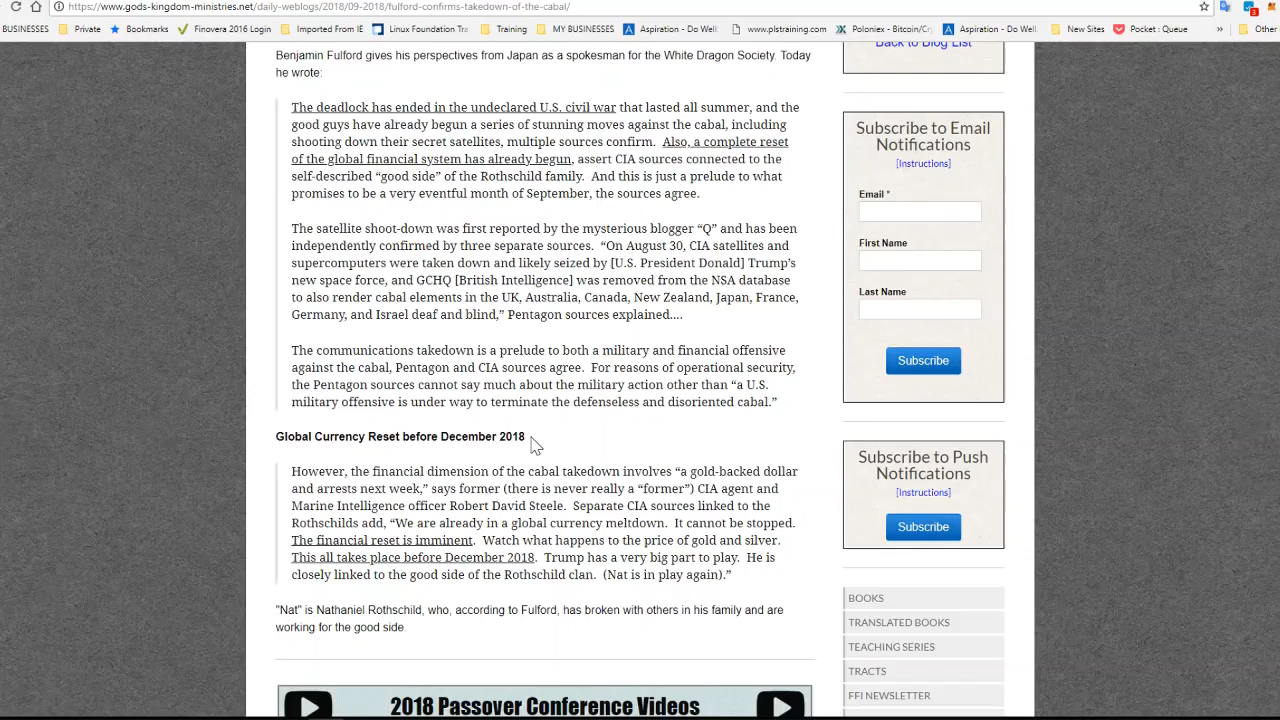 https://www.gods-kingdom-ministries.net/daily-weblogs/2018/09-2018/fulford-confirms-takedown-of-the-cabal/
BUSINESSES Private Bookmarks Finovera 2016 Login Imported From IE Linux Foundation Tra Training MY BUSINESSES Aspiration - Do Well. www.plstraining.com Poloniex - Bitcoin/Cry Aspiration - Do Well. New Sites Pocket : Queue » Other
Benjamin Fulford gives his perspectives from Japan as a spokesman for the White Dragon Society. Today
he wrote:
The deadlock has ended in the undeclared U.S. civil war that lasted all summer, and the
good guys have already begun a series of stunning moves against the cabal, including
shooting down their secret satellites, multiple sources confirm. Also, a complete reset
of the global financial system has already begun, assert CIA sources connected to the
self-described “good side” of the Rothschild family. And this is just a prelude to what
promises to be a very eventful month of September, the sources agree.
The satellite shoot-down was first reported by the mysterious blogger “Q” and has been
independently confirmed by three separate sources. “On August 30, CIA satellites and
supercomputers were taken down and likely seized by [U.S. President Donald] Trump’s
new space force, and GCHQ [British Intelligence] was removed from the NSA database
to also render cabal elements in the UK, Australia, Canada, New Zealand, Japan, France,
Germany, and Israel deaf and blind,” Pentagon sources explained….
The communications takedown is a prelude to both a military and financial offensive
against the cabal, Pentagon and CIA sources agree. For reasons of operational security,
the Pentagon sources cannot say much about the military action other than “a U.S.
military offensive is under way to terminate the defenseless and disoriented cabal.”
Global Currency Reset before December 2018
However, the financial dimension of the cabal takedown involves “a gold-backed dollar
and arrests next week,” says former (there is never really a “former”) CIA agent and
Marine Intelligence officer Robert David Steele. Separate CIA sources linked to the
Rothschilds add, “We are already in a global currency meltdown. It cannot be stopped.
The financial reset is imminent. Watch what happens to the price of gold and silver.
This all takes place before December 2018. Trump has a very big part to play. He is
closely linked to the good side of the Rothschild clan. (Nat is in play again).”
"Nat" is Nathaniel Rothschild, who, according to Fulford, has broken with others in his family and are
working for the good side.
2018 Passover Conference Videos
Back to Blog List
Subscribe to Email
Notifications
[Instructions]
Email *
First Name
Last Name
Subscribe
Subscribe to Push
Notifications
[Instructions]
Subscribe
BOOKS
TRANSLATED BOOKS
TEACHING SERIES
TRACTS
FFI NEWSLETTER